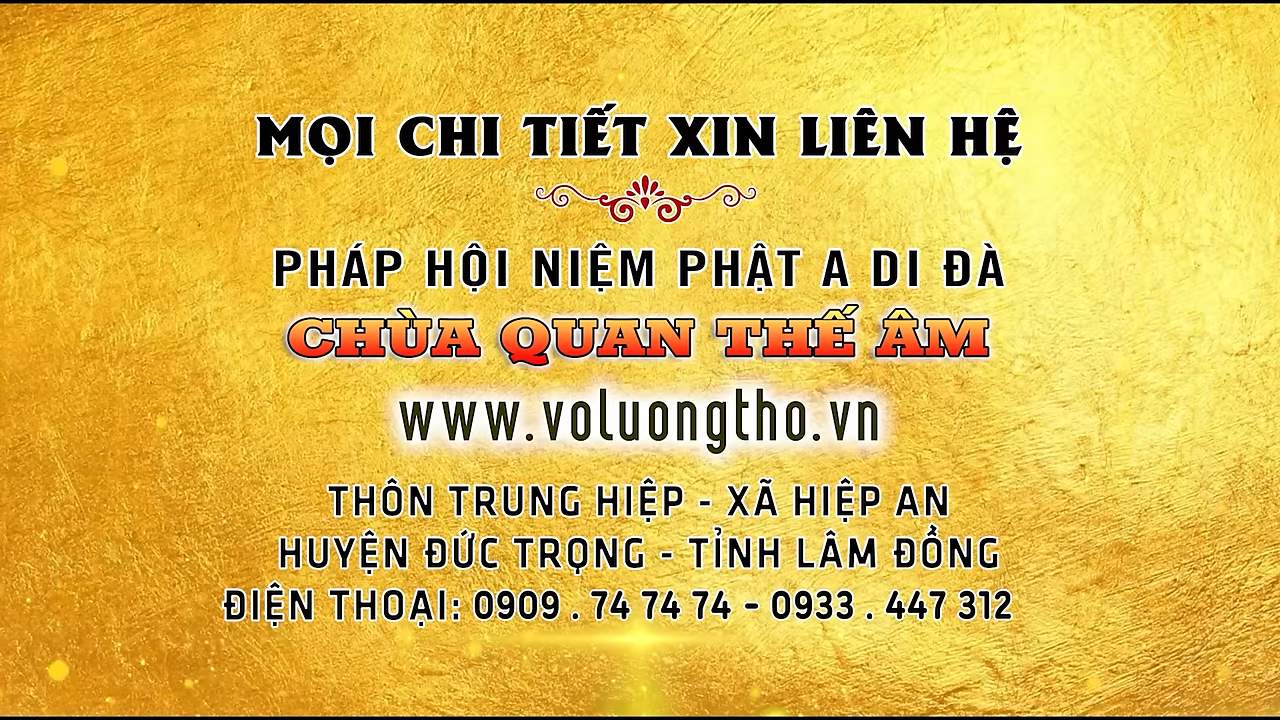 MỌI CHI TIẾT XIN LIÊN HỆ
PHÁP HỘI NIỆM PHẬT A DI ĐÀ
CHÙA QUAN THẾ ÂM
www.voluongtho.vn
THÔN TRUNG HIỆP - XÃ HIỆP AN
HUYỆN ĐỨC TRỌNG - TỈNH LÂM ĐỒNG
ĐIỆN THOẠI: 0909 . 74 74 74 - 0933 . 447 312